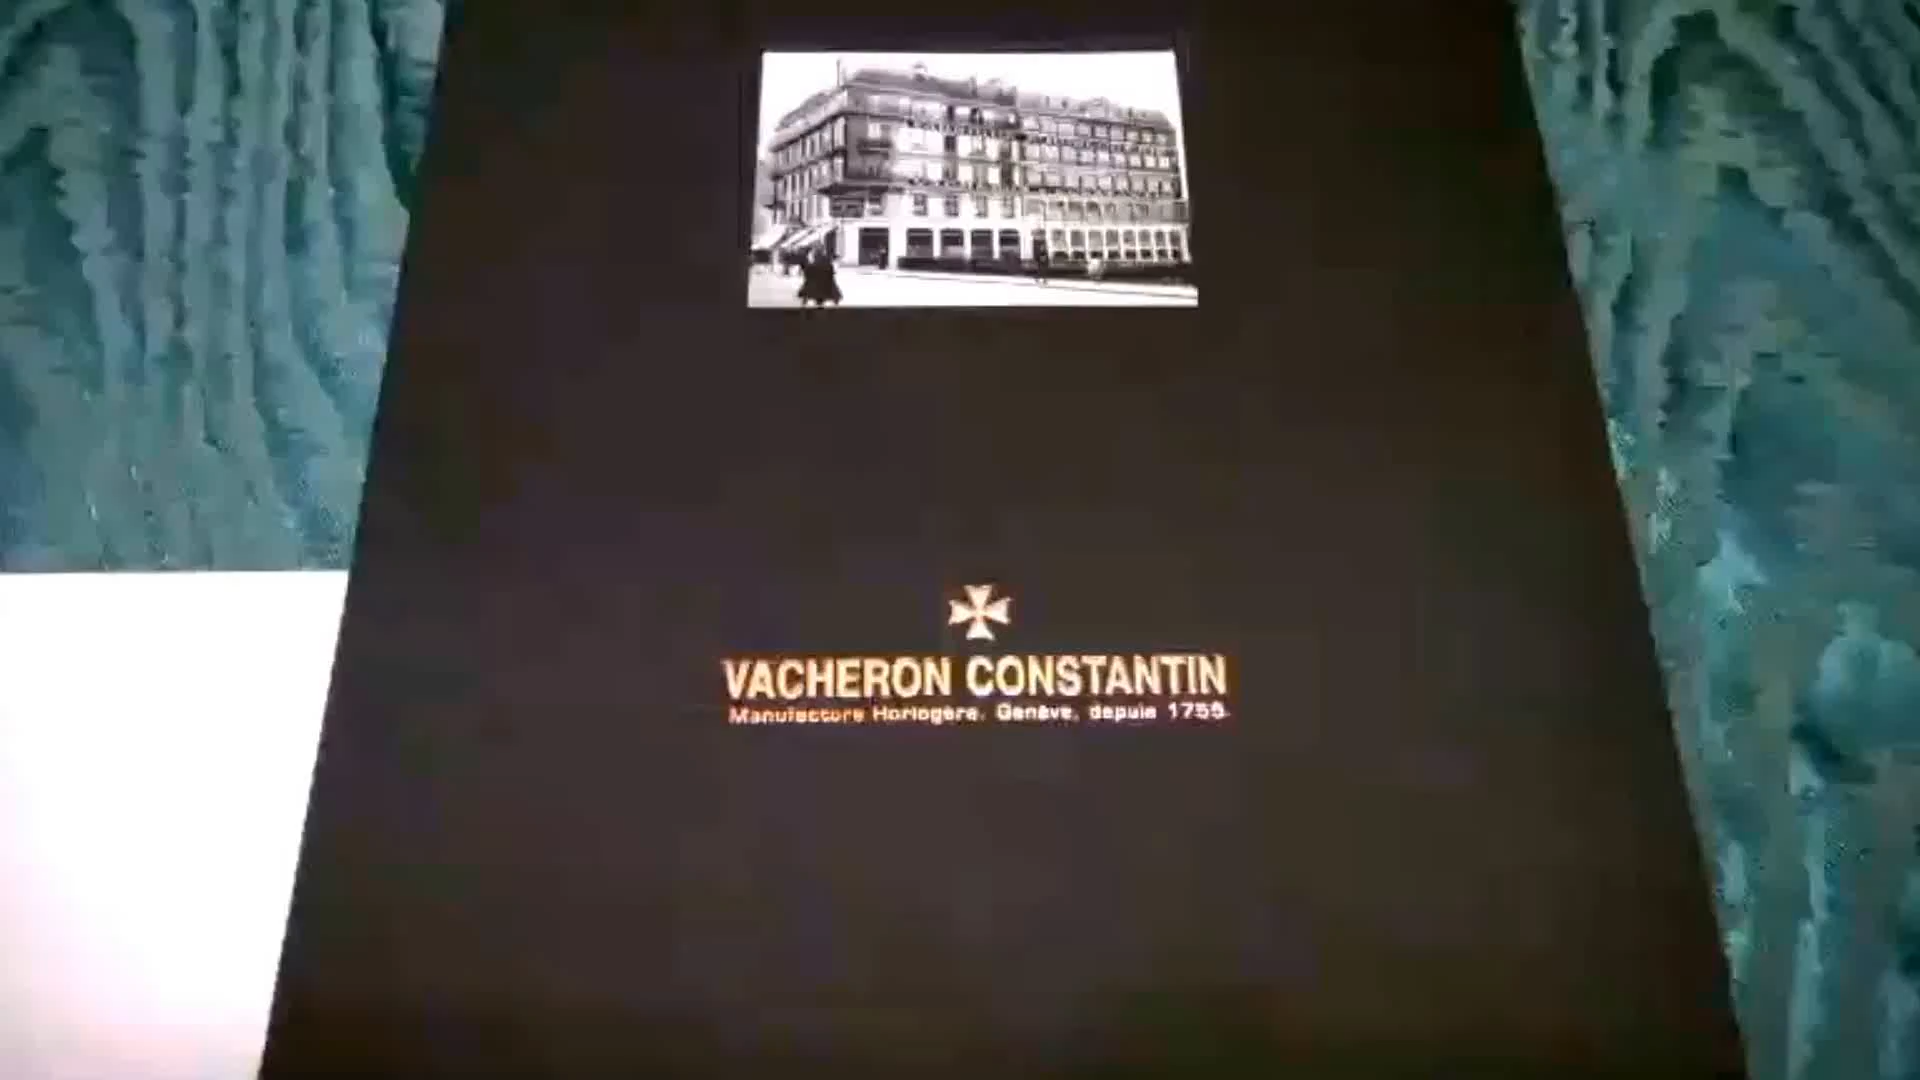 VACHERON CONSTANTIN
Manufacture Horlogère, Genève, depuis 1755.